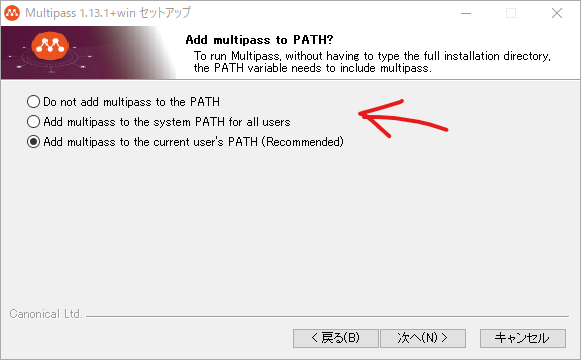 Multipass 1.13.1+win セットアップ
Add multipass to PATH?
To run Multipass, without having to type the full installation directory,
the PATH variable needs to include multipass.
Do not add multipass to the PATH
Add multipass to the system PATH for all users
Add multipass to the current user's PATH (Recommended)
Canonical Ltd.
< 戻る(B)
次へ(N) >
キャンセル